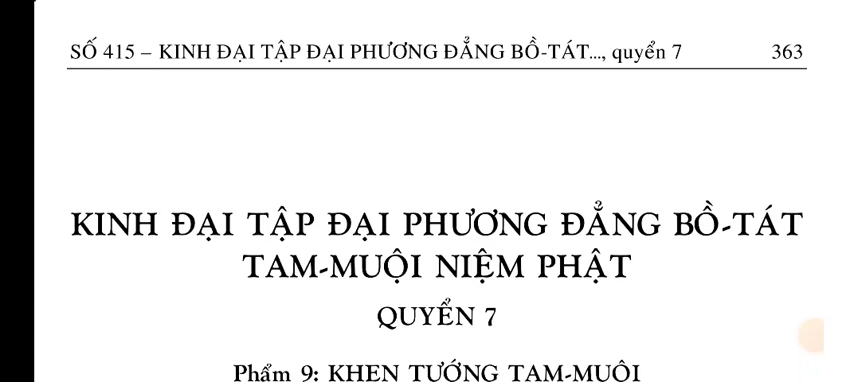 SỐ 415 – KINH ĐẠI TẬP ĐẠI PHƯƠNG ĐẲNG BỒ-TÁT..., quyển 7 363
KINH ĐẠI TẬP ĐẠI PHƯƠNG ĐẲNG BỒ-TÁT
TAM-MUỘI NIỆM PHẬT
QUYỂN 7
Phẩm 9: KHEN TƯỚNG TAM-MUỘI